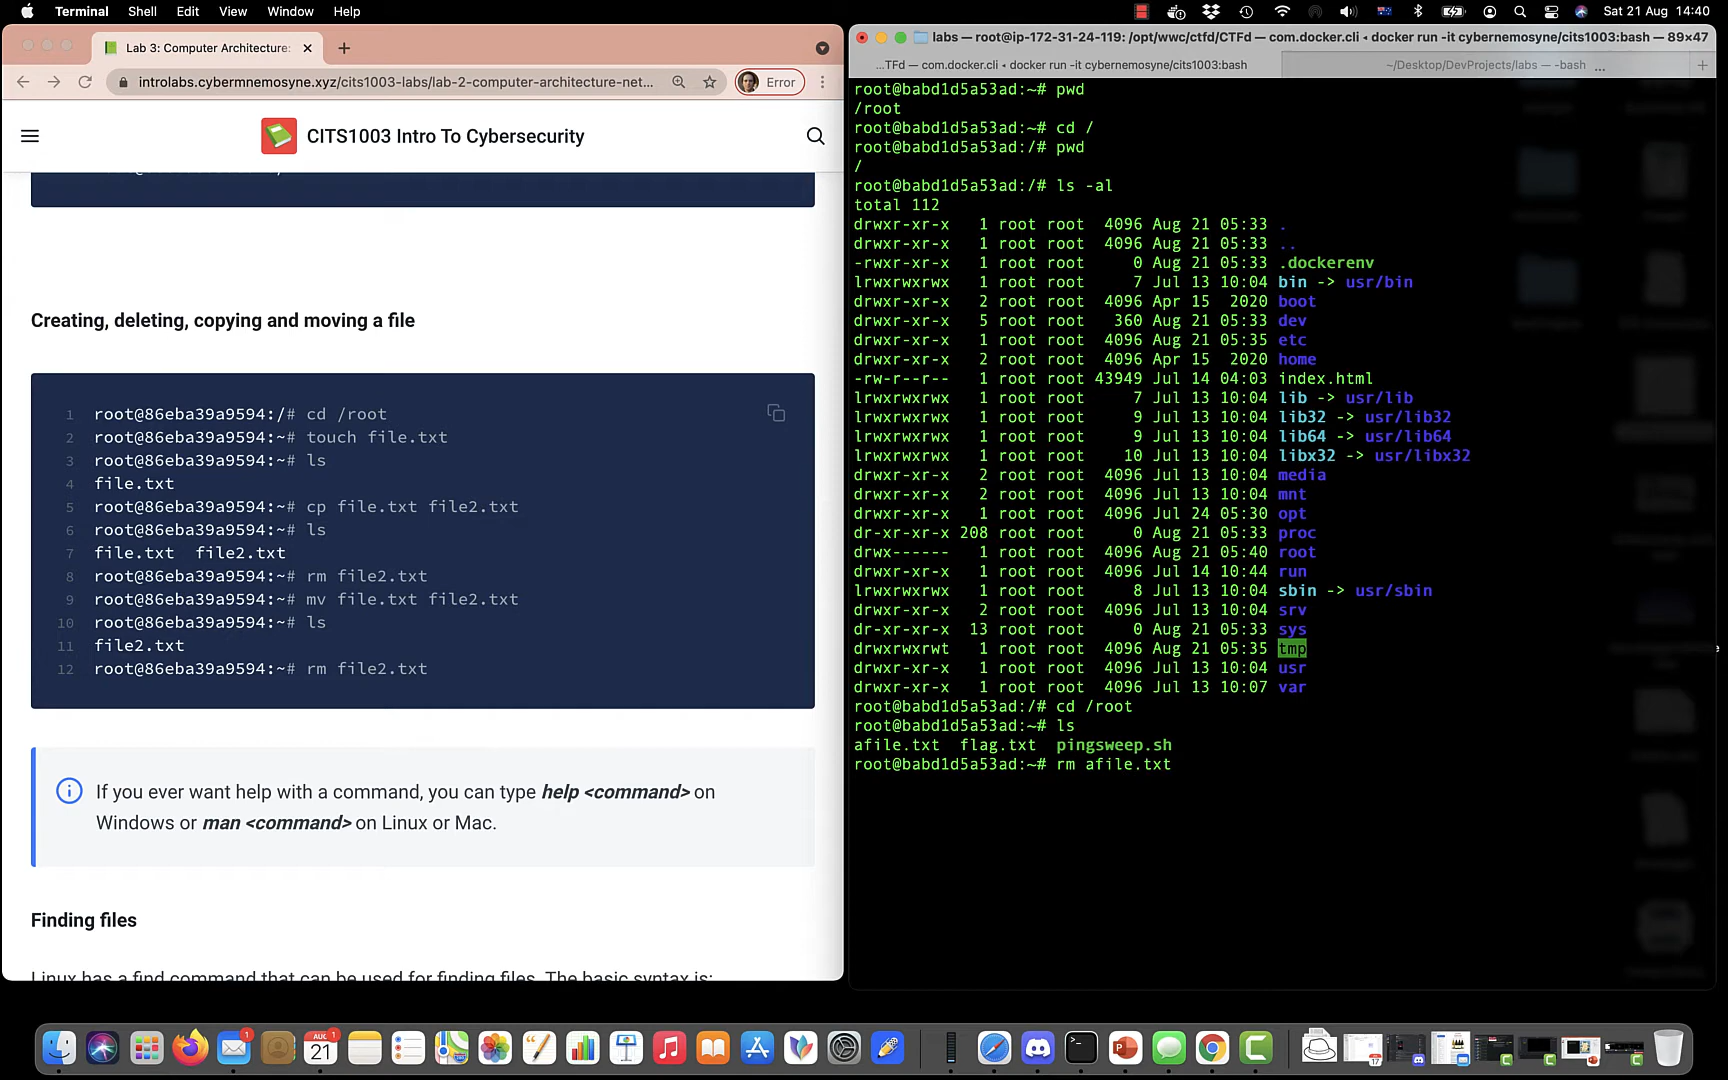 Terminal Shell Edit View Window Help Sat 21 Aug 14:40
Lab 3: Computer Architecture:
introlabs.cybermnemosyne.xyz/cits1003-labs/lab-2-computer-architecture-net... Error
CITS1003 Intro To Cybersecurity
Creating, deleting, copying and moving a file
1 root@86eba39a9594:/# cd /root
2 root@86eba39a9594:~# touch file.txt
3 root@86eba39a9594:~# ls
4 file.txt
5 root@86eba39a9594:~# cp file.txt file2.txt
6 root@86eba39a9594:~# ls
7 file.txt  file2.txt
8 root@86eba39a9594:~# rm file2.txt
9 root@86eba39a9594:~# mv file.txt file2.txt
10 root@86eba39a9594:~# ls
11 file2.txt
12 root@86eba39a9594:~# rm file2.txt
If you ever want help with a command, you can type help <command> on
Windows or man <command> on Linux or Mac.
Finding files
Linux has a find command that can be used for finding files. The basic syntax is:
labs — root@ip-172-31-24-119: /opt/wwc/ctfd/CTFd — com.docker.cli ◂ docker run -it cybernemosyne/cits1003:bash — 89×47
...TFd — com.docker.cli ◂ docker run -it cybernemosyne/cits1003:bash ~/Desktop/DevProjects/labs — -bash ...
root@babd1d5a53ad:~# pwd
/root
root@babd1d5a53ad:~# cd /
root@babd1d5a53ad:/# pwd
/
root@babd1d5a53ad:/# ls -al
total 112
drwxr-xr-x   1 root root  4096 Aug 21 05:33 .
drwxr-xr-x   1 root root  4096 Aug 21 05:33 ..
-rwxr-xr-x   1 root root     0 Aug 21 05:33 .dockerenv
lrwxrwxrwx   1 root root     7 Jul 13 10:04 bin -> usr/bin
drwxr-xr-x   2 root root  4096 Apr 15  2020 boot
drwxr-xr-x   5 root root   360 Aug 21 05:33 dev
drwxr-xr-x   1 root root  4096 Aug 21 05:35 etc
drwxr-xr-x   2 root root  4096 Apr 15  2020 home
-rw-r--r--   1 root root 43949 Jul 14 04:03 index.html
lrwxrwxrwx   1 root root     7 Jul 13 10:04 lib -> usr/lib
lrwxrwxrwx   1 root root     9 Jul 13 10:04 lib32 -> usr/lib32
lrwxrwxrwx   1 root root     9 Jul 13 10:04 lib64 -> usr/lib64
lrwxrwxrwx   1 root root    10 Jul 13 10:04 libx32 -> usr/libx32
drwxr-xr-x   2 root root  4096 Jul 13 10:04 media
drwxr-xr-x   2 root root  4096 Jul 13 10:04 mnt
drwxr-xr-x   1 root root  4096 Jul 24 05:30 opt
dr-xr-xr-x 208 root root     0 Aug 21 05:33 proc
drwx------   1 root root  4096 Aug 21 05:40 root
drwxr-xr-x   1 root root  4096 Jul 14 10:44 run
lrwxrwxrwx   1 root root     8 Jul 13 10:04 sbin -> usr/sbin
drwxr-xr-x   2 root root  4096 Jul 13 10:04 srv
dr-xr-xr-x  13 root root     0 Aug 21 05:33 sys
drwxrwxrwt   1 root root  4096 Aug 21 05:35 tmp
drwxr-xr-x   1 root root  4096 Jul 13 10:04 usr
drwxr-xr-x   1 root root  4096 Jul 13 10:07 var
root@babd1d5a53ad:/# cd /root
root@babd1d5a53ad:~# ls
afile.txt  flag.txt  pingsweep.sh
root@babd1d5a53ad:~# rm afile.txt
1
AUG 1
21
17